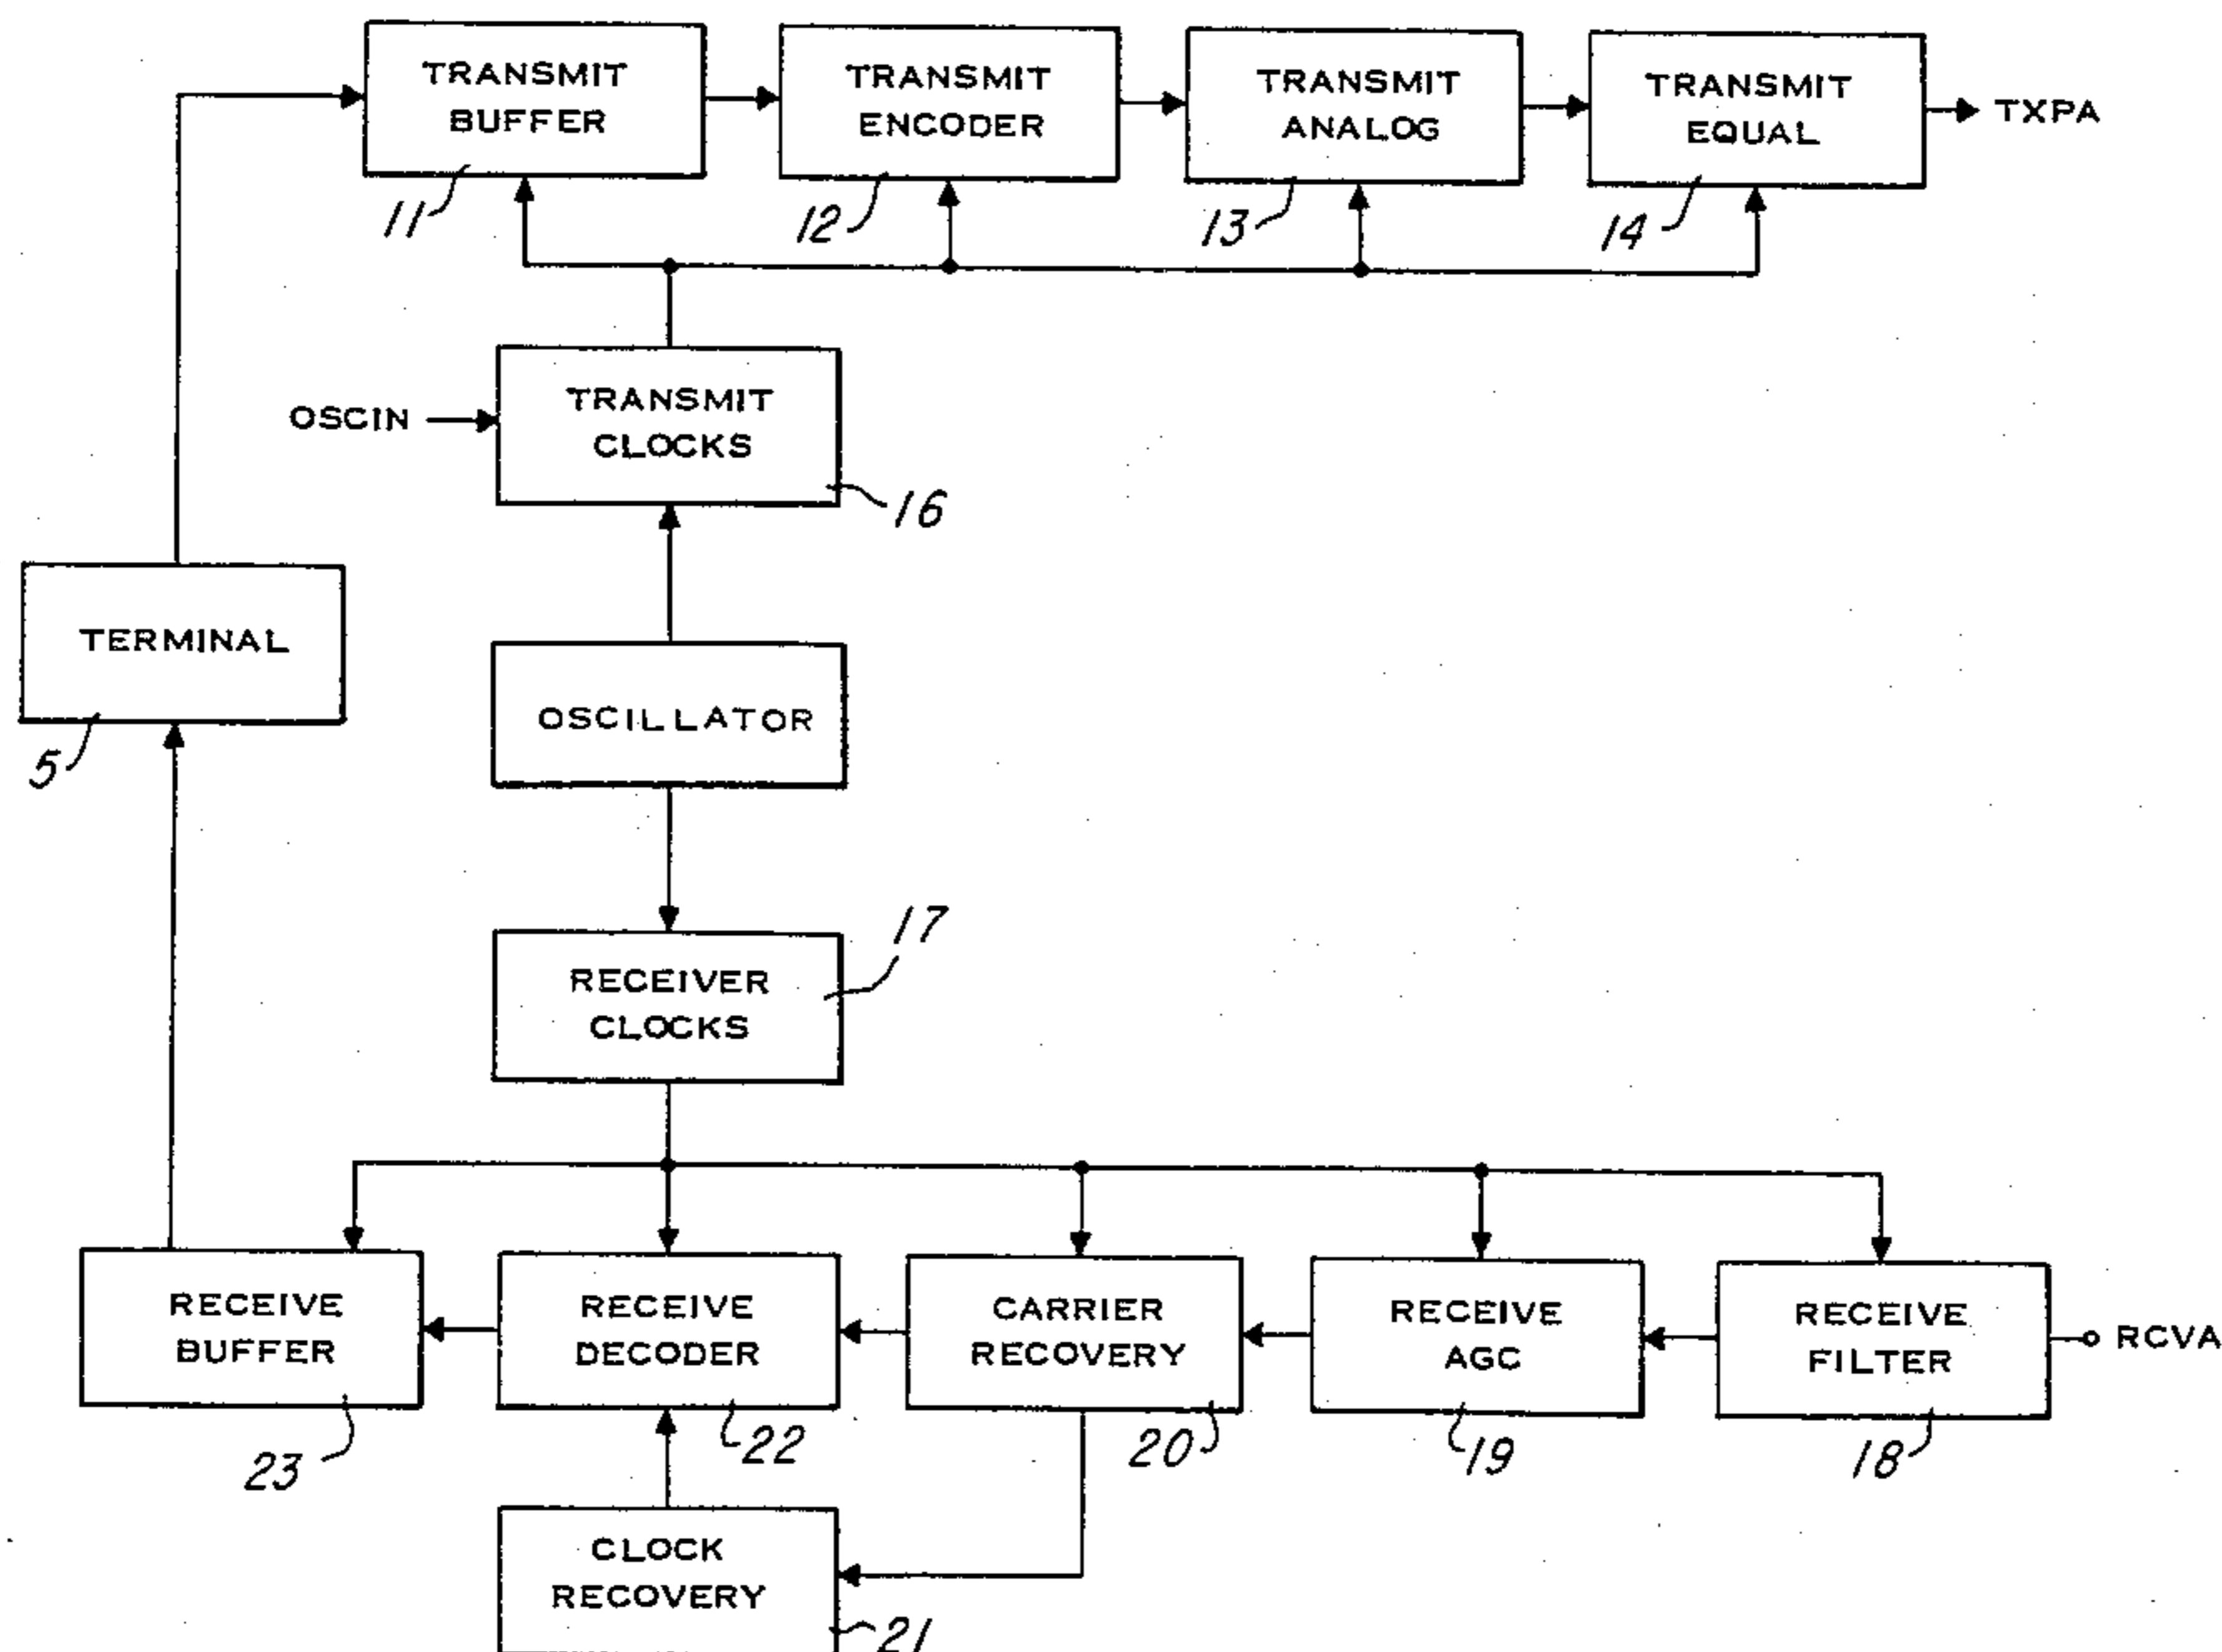 TRANSMIT
BUFFER
11
TRANSMIT
ENCODER
12
TRANSMIT
ANALOG
13
TRANSMIT
EQUAL
14
TXPA
OSCIN
TRANSMIT
CLOCKS
16
TERMINAL
5
OSCILLATOR
RECEIVER
CLOCKS
17
RECEIVE
BUFFER
23
RECEIVE
DECODER
22
CARRIER
RECOVERY
20
RECEIVE
AGC
19
RECEIVE
FILTER
18
RCVA
CLOCK
RECOVERY
21